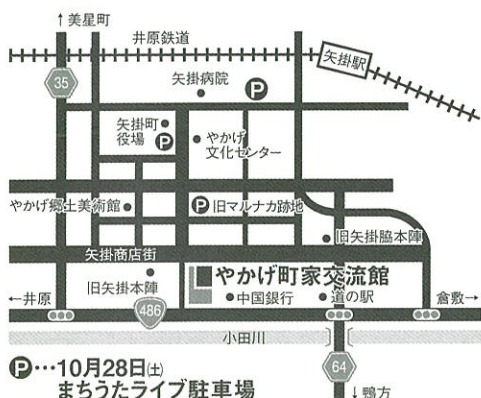 ↑美星町
井原鉄道
矢掛駅
35
矢掛病院
P
矢掛町
役場
P
やかげ
文化センター
やかげ郷土美術館
P 旧マルナカ跡地
旧矢掛脇本陣
矢掛商店街
旧矢掛本陣
やかげ町家交流館
中国銀行
道の駅
←井原
486
倉敷→
小田川
64
↓鴨方
P…10月28日(土)
まちうたライブ駐車場